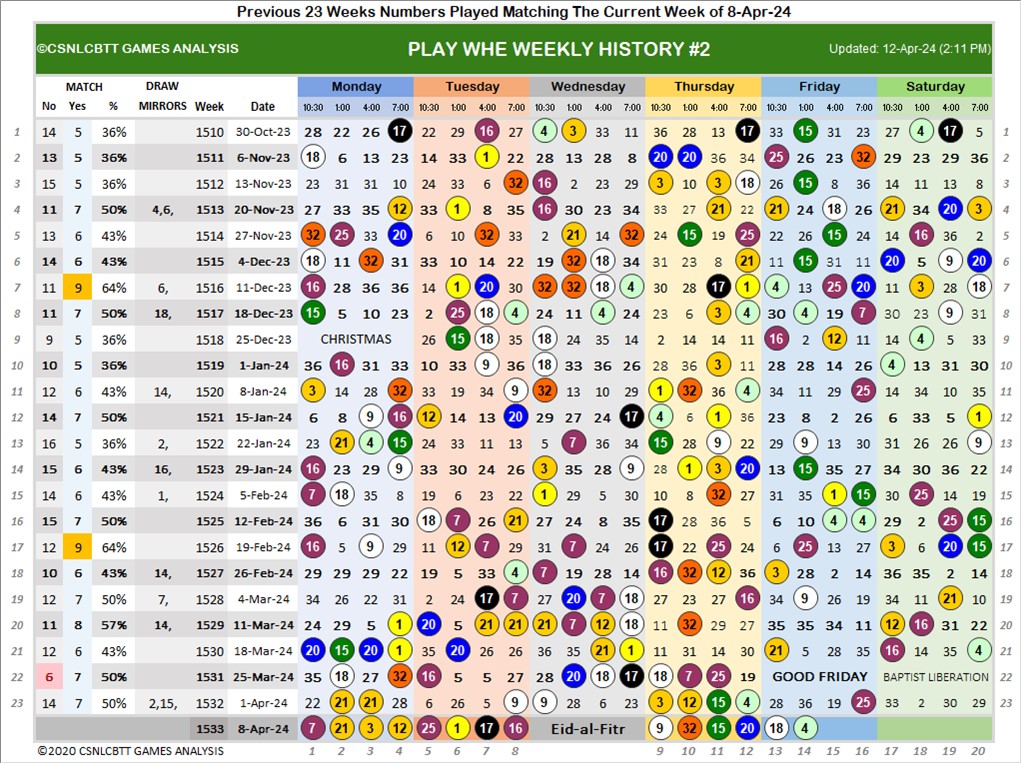 Previous 23 Weeks Numbers Played Matching The Current Week of 8-Apr-24
©CSNLCBTT GAMES ANALYSIS PLAY WHE WEEKLY HISTORY #2 Updated: 12-Apr-24 (2:11 PM)
MATCH DRAW Monday Tuesday Wednesday Thursday Friday Saturday
No Yes % MIRRORS Week Date 10:30 1:00 4:00 7:00 10:30 1:00 4:00 7:00 10:30 1:00 4:00 7:00 10:30 1:00 4:00 7:00 10:30 1:00 4:00 7:00 10:30 1:00 4:00 7:00
1 14 5 36% 1510 30-Oct-23 28 22 26 17 22 29 16 27 4 3 33 11 36 28 13 17 33 15 31 23 27 4 17 5 1
2 13 5 36% 1511 6-Nov-23 18 6 13 23 14 33 1 22 28 13 28 8 20 20 36 34 25 26 23 32 29 23 29 36 2
3 15 5 36% 1512 13-Nov-23 23 31 31 10 24 33 6 32 16 2 23 29 3 10 3 18 26 15 8 36 14 11 13 8 3
4 11 7 50% 4,6, 1513 20-Nov-23 27 33 35 12 33 1 8 35 16 30 23 34 33 27 21 22 21 24 18 26 21 34 20 3 4
5 13 6 43% 1514 27-Nov-23 32 25 33 20 6 10 32 33 2 21 14 32 24 15 19 25 22 26 15 24 14 16 36 2 5
6 14 6 43% 1515 4-Dec-23 18 11 32 31 33 10 14 22 19 32 18 34 31 23 8 21 11 15 31 11 20 5 9 20 6
7 11 9 64% 6, 1516 11-Dec-23 16 28 36 36 14 1 20 30 32 32 18 4 30 28 17 1 4 13 25 20 11 3 28 18 7
8 11 7 50% 18, 1517 18-Dec-23 15 5 10 23 2 25 18 4 24 11 4 24 23 6 3 4 30 4 19 7 8 29 9 31 8
9 9 5 36% 1518 25-Dec-23 CHRISTMAS 26 15 18 35 18 24 35 14 2 14 14 11 16 2 12 11 14 4 5 33 9
10 10 5 36% 1519 1-Jan-24 36 16 31 33 10 33 9 36 18 33 36 26 28 36 3 11 28 28 14 26 4 13 31 30 10
11 12 6 43% 14, 1520 8-Jan-24 3 14 28 32 33 19 34 9 32 13 10 29 1 32 36 4 34 11 29 25 34 14 10 35 11
12 14 7 50% 1521 15-Jan-24 6 8 9 16 12 14 13 20 29 27 24 17 4 6 1 36 23 8 22 26 6 33 5 1 12
13 16 5 36% 2, 1522 22-Jan-24 23 21 4 15 24 33 11 13 5 7 36 34 15 28 9 22 29 9 13 30 31 26 26 9 13
14 15 6 43% 16, 1523 29-Jan-24 16 23 29 9 33 30 24 26 3 35 28 9 28 1 3 20 13 15 35 27 34 30 36 22 14
15 14 6 43% 1, 1524 5-Feb-24 7 18 35 8 19 6 23 22 1 29 5 30 10 8 32 27 31 35 1 15 30 25 14 19 15
16 15 7 50% 1525 12-Feb-24 36 6 31 30 18 7 26 21 27 24 8 35 17 28 36 5 6 10 4 4 29 2 25 15 16
17 12 9 64% 1526 19-Feb-24 16 5 9 29 11 12 7 29 31 7 24 26 17 22 25 24 6 25 13 27 3 6 20 15 17
18 10 6 43% 14, 1527 26-Feb-24 29 29 29 22 19 5 33 4 7 19 28 14 16 32 12 36 3 28 2 14 36 35 2 14 18
19 12 7 50% 7, 1528 4-Mar-24 34 26 22 31 2 24 17 7 27 20 7 18 27 23 27 16 34 9 26 19 34 11 21 10 19
20 11 8 57% 14, 1529 11-Mar-24 24 29 5 1 20 5 21 21 21 7 12 18 11 32 29 27 35 35 34 11 12 16 31 22 20
21 12 6 43% 1530 18-Mar-24 20 15 20 1 35 20 26 26 36 35 21 1 11 31 14 30 21 5 28 35 16 14 35 4 21
22 6 7 50% 1531 25-Mar-24 35 18 27 32 16 5 5 27 28 20 18 17 18 7 25 19 GOOD FRIDAY BAPTIST LIBERATION 22
23 14 7 50% 2,15, 1532 1-Apr-24 22 21 21 28 6 26 5 9 9 28 6 23 3 12 15 4 28 36 19 25 33 2 30 29 23
1533 8-Apr-24 7 21 3 12 25 1 17 16 Eid-al-Fitr 9 32 15 20 18 4
©2020 CSNLCBTT GAMES ANALYSIS 1 2 3 4 5 6 7 8 9 10 11 12 13 14 15 16 17 18 19 20